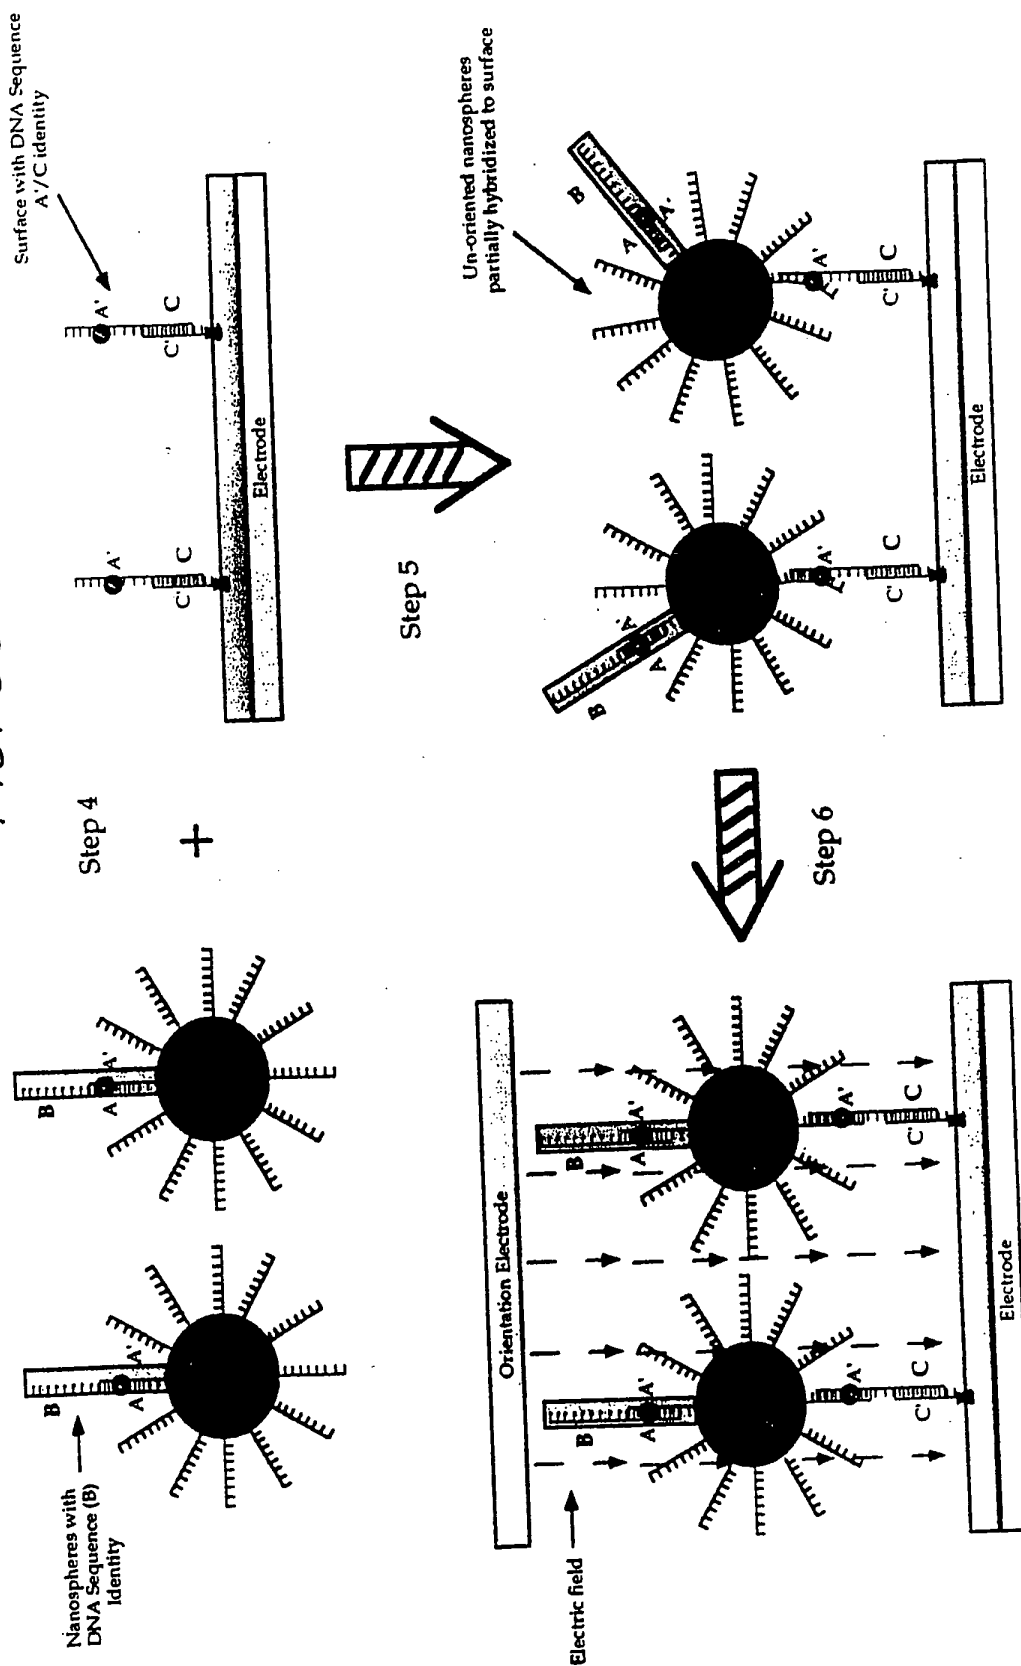 Nanospheres with
DNA Sequence (B)
Identity
B
A
A'
B
A
A'
Step 4
+
Surface with DNA Sequence
A'/C identity
A'
C'
C
A'
C'
C
Electrode
Step 5
Un-oriented nanospheres
partially hybridized to surface
B
A
A'
A'
C'
C
B
A
A'
A'
C'
C
Electrode
Step 6
Orientation Electrode
Electric field
B
A
A'
A'
C'
C
B
A
A'
A'
C'
C
Electrode